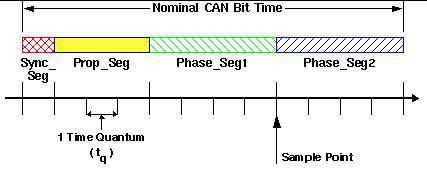 Nominal CAN Bit Time
Sync_ Prop_Seg Phase_Seg1 Phase_Seg2
Seg
1 Time Quantum
(tq)
Sample Point